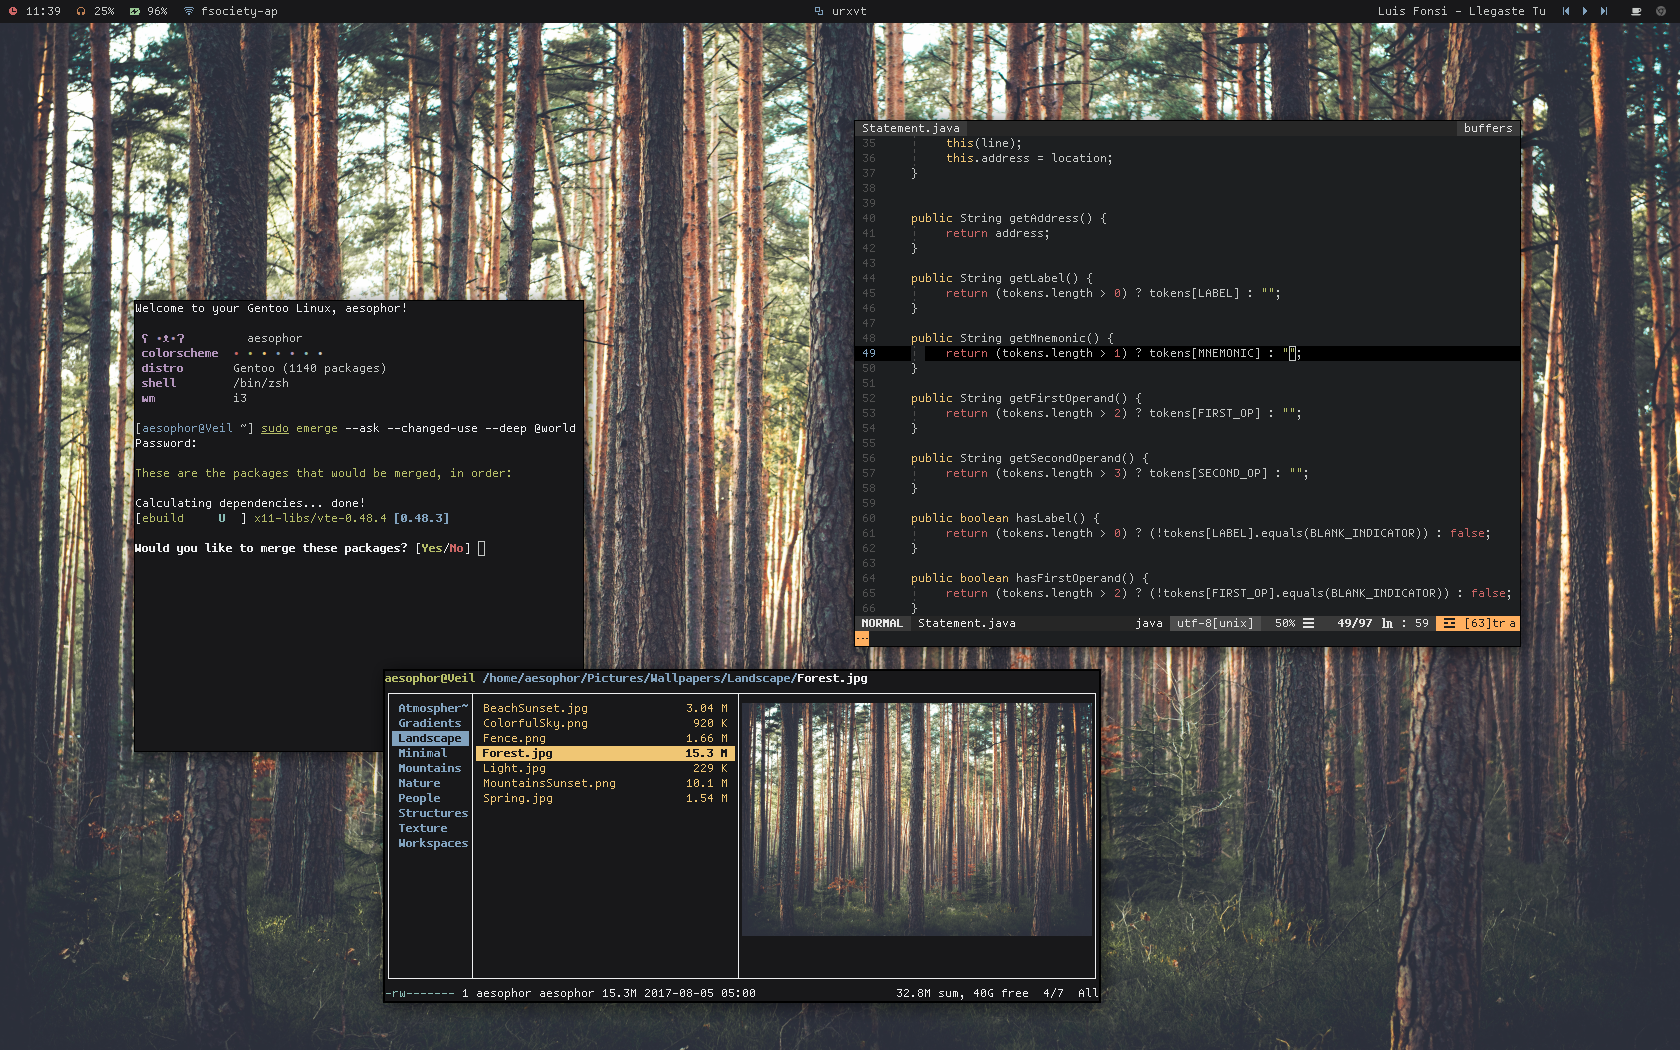 11:39 25% 96% fsociety-ap
urxvt
Luis Fonsi - Llegaste Tu
Welcome to your Gentoo Linux, aesophor!
ʕ •ᴥ•ʔ aesophor
colorscheme • • • • • • •
distro Gentoo (1140 packages)
shell /bin/zsh
wm i3
[aesophor@Veil ~] sudo emerge --ask --changed-use --deep @world
Password:
These are the packages that would be merged, in order:
Calculating dependencies... done!
[ebuild U ] x11-libs/vte-0.48.4 [0.48.3]
Would you like to merge these packages? [Yes/No]
Statement.java buffers
35 this(line);
36 this.address = location;
37 }
38
39
40 public String getAddress() {
41 return address;
42 }
43
44 public String getLabel() {
45 return (tokens.length > 0) ? tokens[LABEL] : "";
46 }
47
48 public String getMnemonic() {
49 return (tokens.length > 1) ? tokens[MNEMONIC] : "";
50 }
51
52 public String getFirstOperand() {
53 return (tokens.length > 2) ? tokens[FIRST_OP] : "";
54 }
55
56 public String getSecondOperand() {
57 return (tokens.length > 3) ? tokens[SECOND_OP] : "";
58 }
59
60 public boolean hasLabel() {
61 return (tokens.length > 0) ? (!tokens[LABEL].equals(BLANK_INDICATOR)) : false;
62 }
63
64 public boolean hasFirstOperand() {
65 return (tokens.length > 2) ? (!tokens[FIRST_OP].equals(BLANK_INDICATOR)) : false;
66 }
NORMAL Statement.java java utf-8[unix] 50% ☰ 49/97 ln : 59 Ξ [63]tra
...
aesophor@Veil /home/aesophor/Pictures/Wallpapers/Landscape/Forest.jpg
Atmospher~
Gradients
Landscape
Minimal
Mountains
Nature
People
Structures
Texture
Workspaces
BeachSunset.jpg 3.04 M
ColorfulSky.png 920 K
Fence.png 1.66 M
Forest.jpg 15.3 M
Light.jpg 229 K
MountainsSunset.png 10.1 M
Spring.jpg 1.54 M
-rw------- 1 aesophor aesophor 15.3M 2017-08-05 05:00 32.8M sum, 40G free 4/7 All